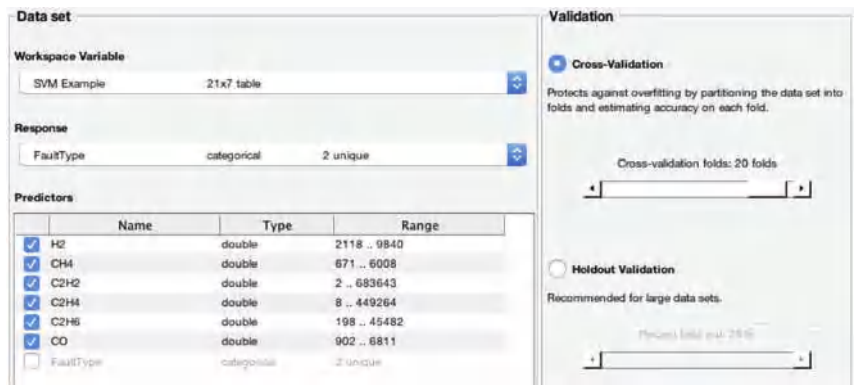 Data set
Workspace Variable
SVM Example 21x7 table
Response
FaultType categorical 2 unique
Predictors
Name Type Range
H2 double 2118 .. 9840
CH4 double 671 .. 6008
C2H2 double 2 .. 683643
C2H4 double 8 .. 449264
C2H6 double 198 .. 45482
CO double 902 .. 6811
FaultType categorical 2 unique
Validation
Cross-Validation
Protects against overfitting by partitioning the data set into
folds and estimating accuracy on each fold.
Cross-validation folds: 20 folds
Holdout Validation
Recommended for large data sets.
Percent held out: 25%